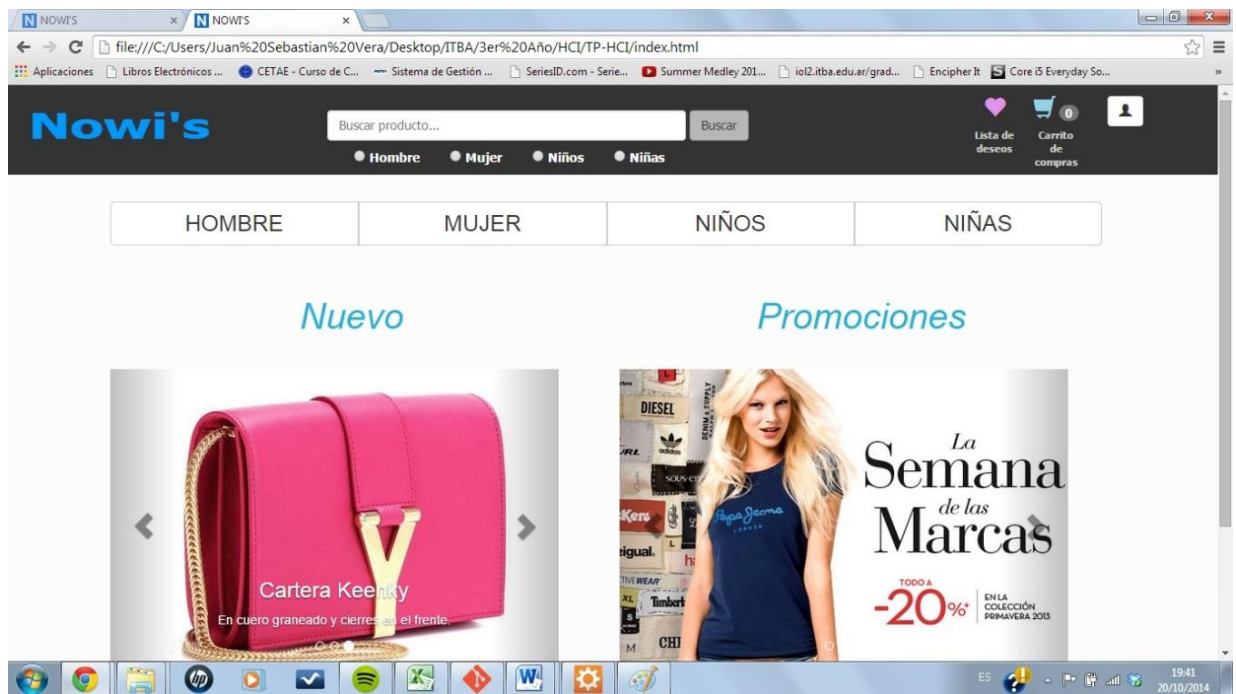 NOWI'S
NOWI'S
file:///C:/Users/Juan%20Sebastian%20Vera/Desktop/ITBA/3er%20Año/HCI/TP-HCI/index.html
Aplicaciones Libros Electrónicos ... CETAE - Curso de C... Sistema de Gestión ... SeriesID.com - Serie... Summer Medley 201... iol2.itba.edu.ar/grad... Encipher It Core i5 Everyday So... »
Nowi's
Buscar producto...
Buscar
Hombre Mujer Niños Niñas
Lista de
deseos
0
Carrito
de
compras
HOMBRE MUJER NIÑOS NIÑAS
Nuevo
Promociones
Cartera Keenky
En cuero graneado y cierres en el frente.
DIESEL
DENIM & SUPPLY
adidas
Pepe Jeans
LONDON
XL
S
M
La
Semana
de las
Marcas
TODO A
-20%*
EN LA
COLECCIÓN
PRIMAVERA 2013
hp
ES
19:41
20/10/2014